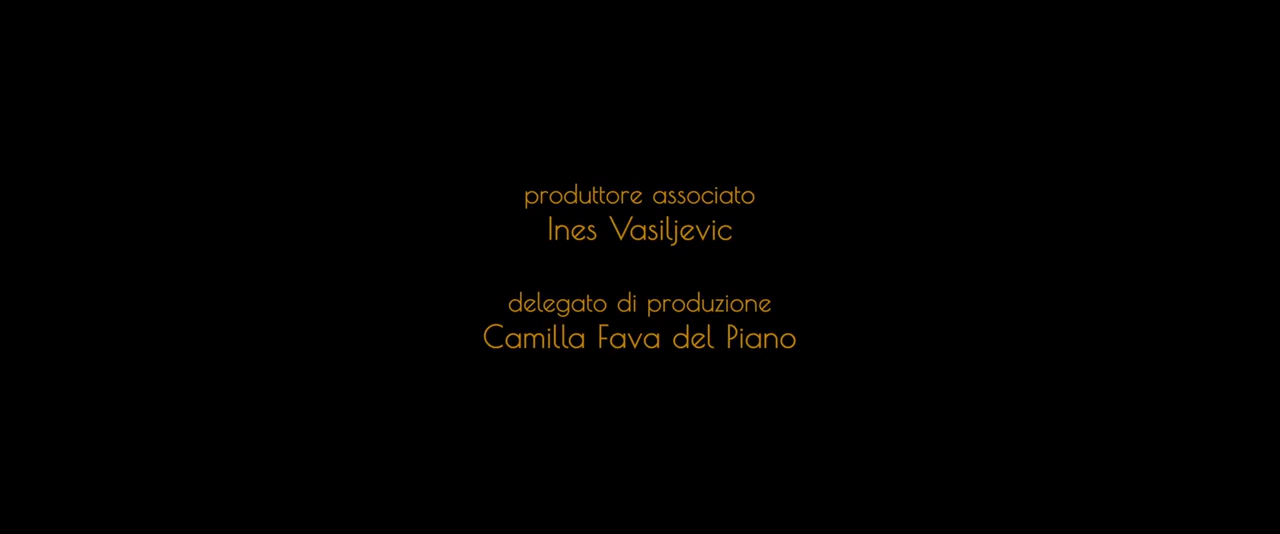 produttore associato
Ines Vasiljevic
delegato di produzione
Camilla Fava del Piano